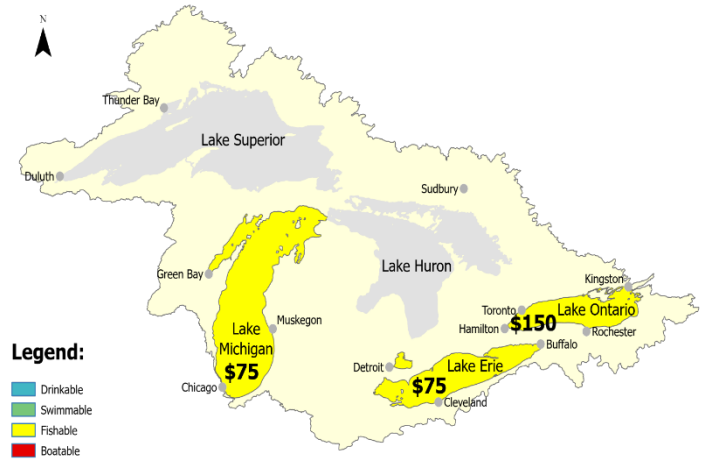 N
Thunder Bay
Lake Superior
Duluth
Sudbury
Green Bay
Lake Huron
Kingston
Toronto
Lake Ontario
Hamilton
$150
Rochester
Muskegon
Lake
Michigan
$75
Buffalo
Detroit
Lake Erie
$75
Chicago
Cleveland
Legend:
Drinkable
Swimmable
Fishable
Boatable